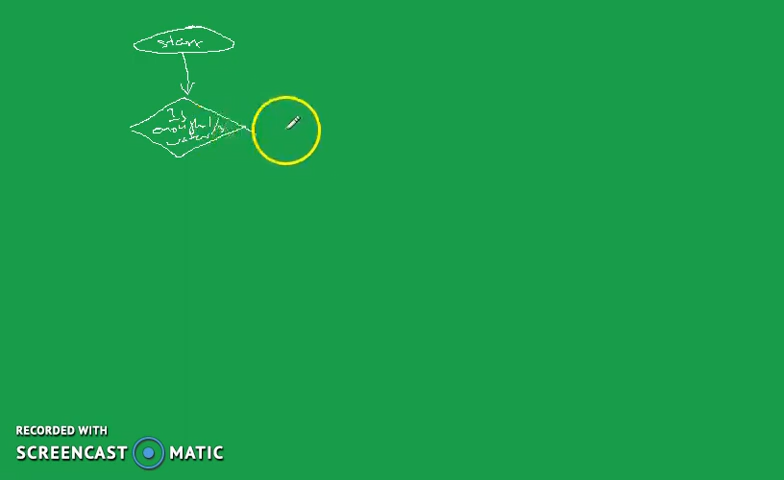 start
Is
enough
water
RECORDED WITH
SCREENCAST MATIC